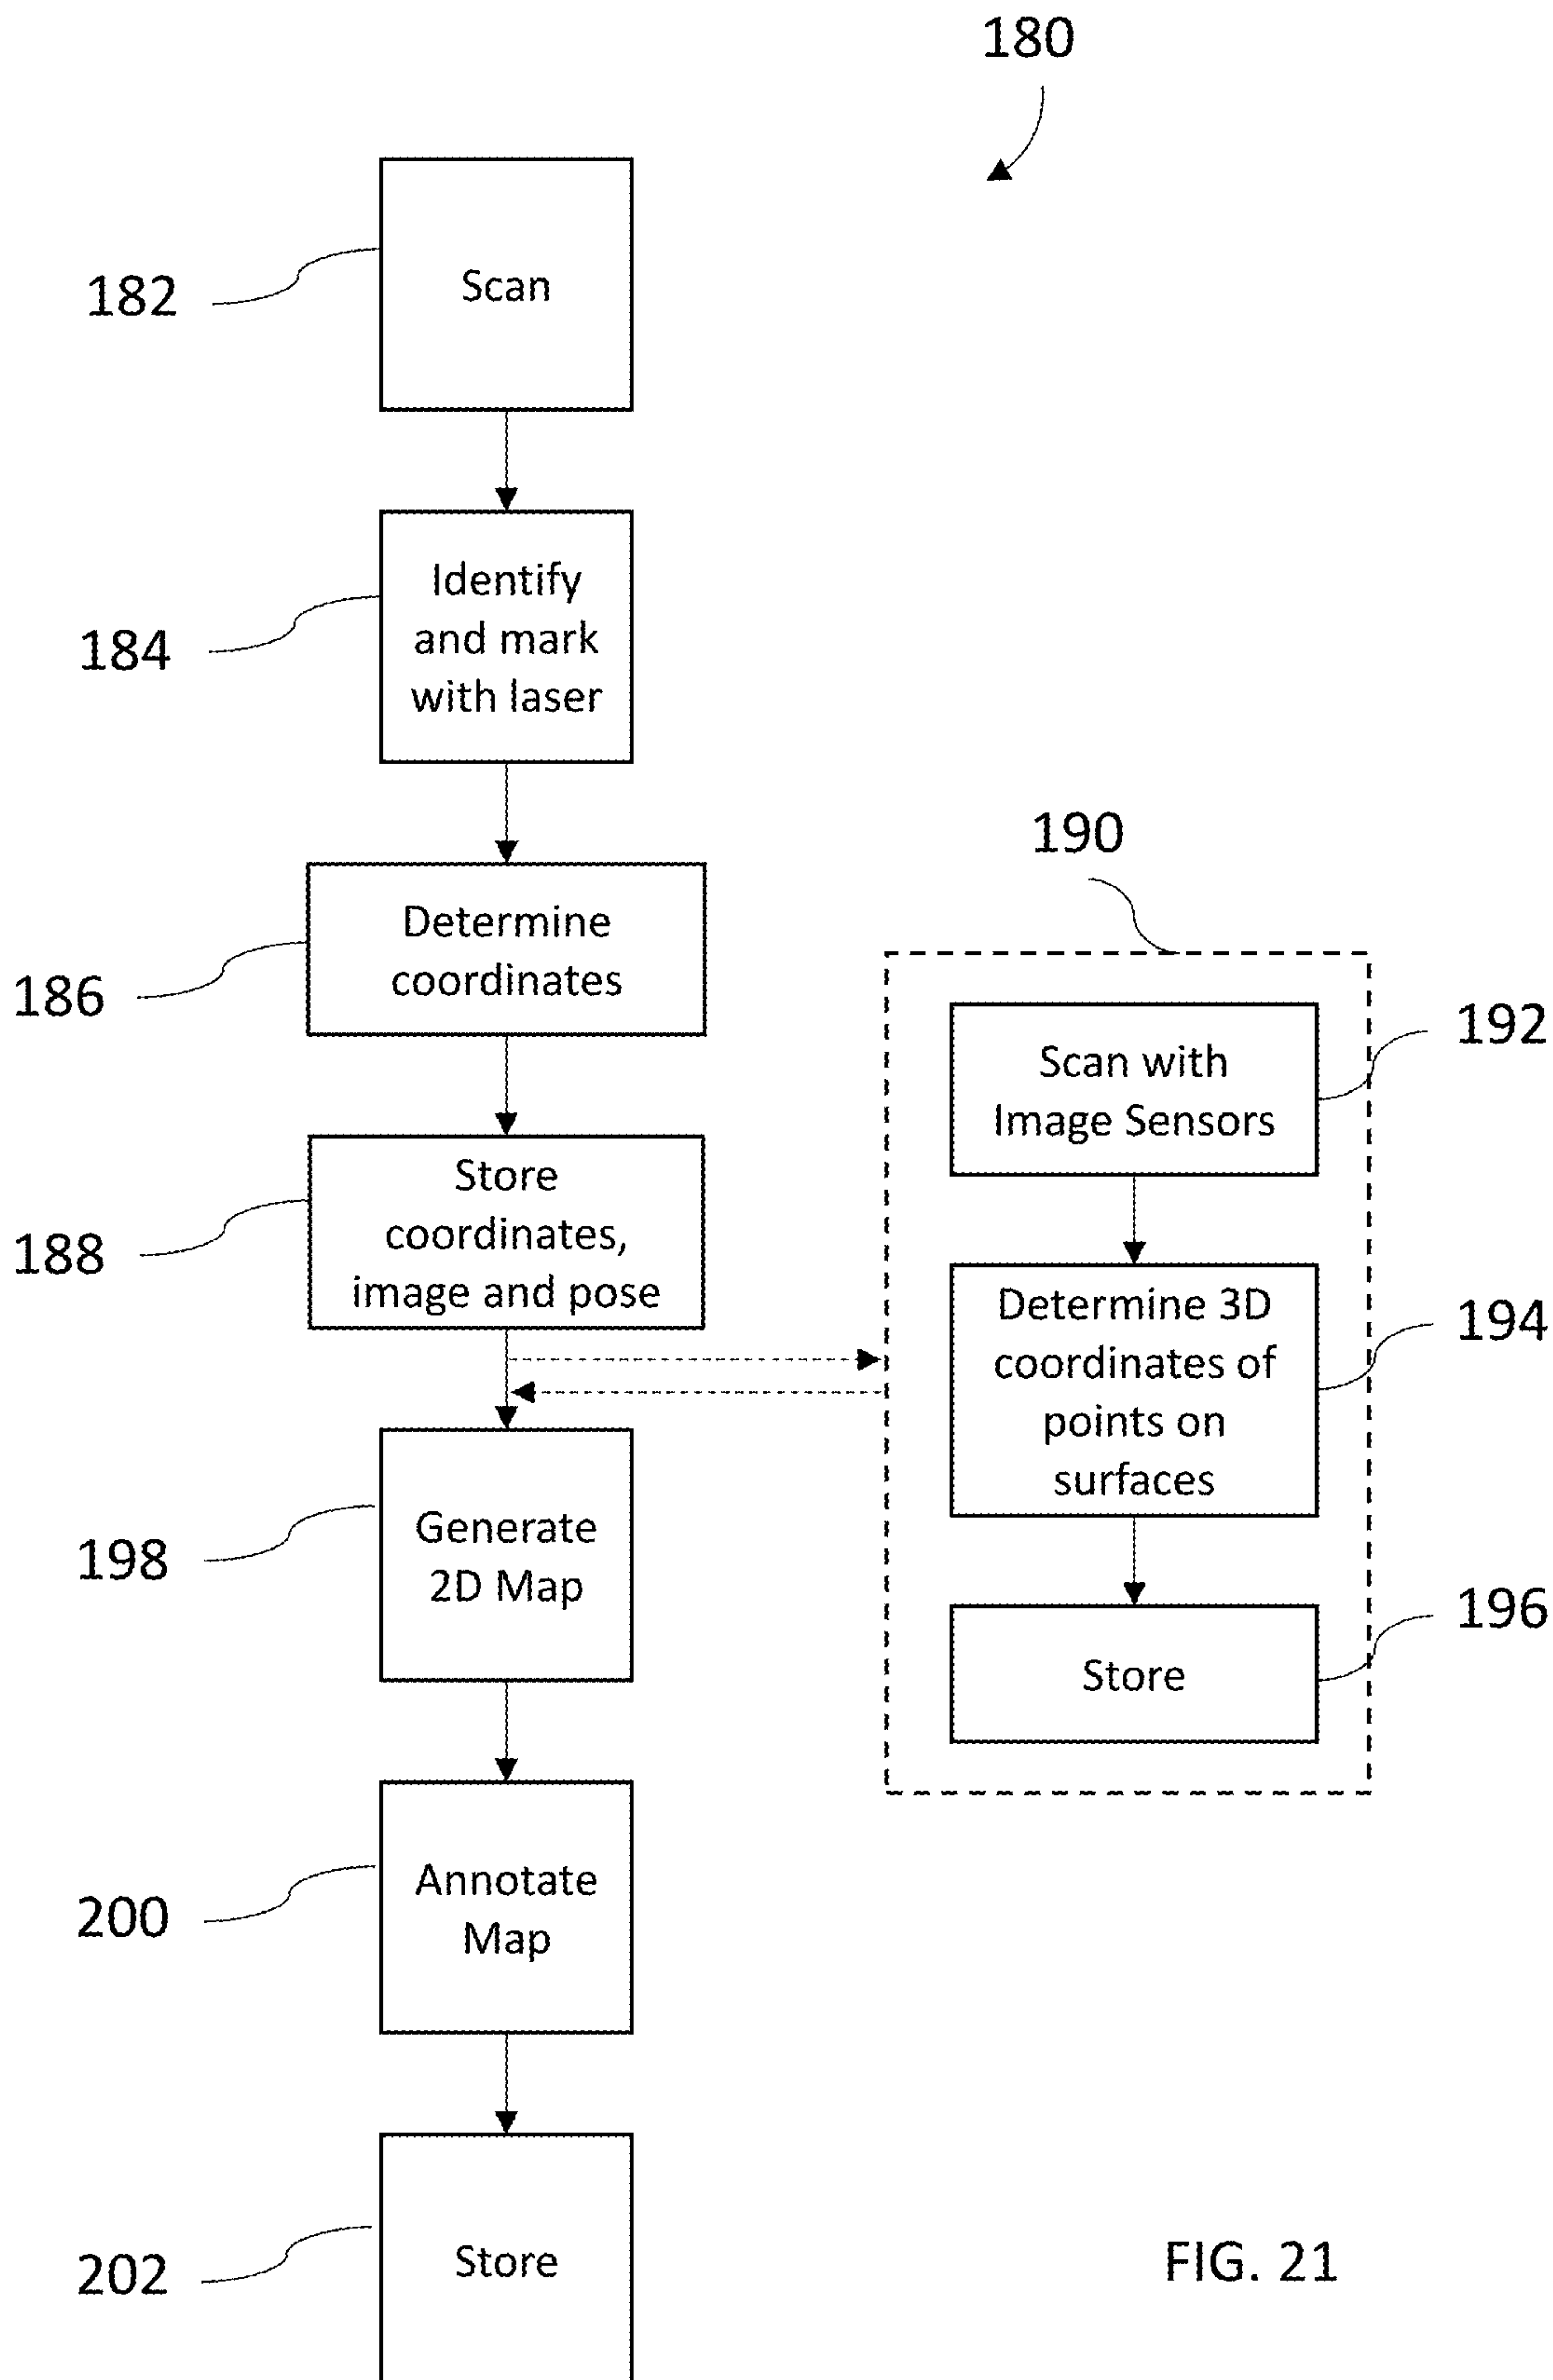 180
182
Scan
184
Identify
and mark
with laser
186
Determine
coordinates
188
Store
coordinates,
image and pose
190
192
Scan with
Image Sensors
194
Determine 3D
coordinates of
points on
surfaces
196
Store
198
Generate
2D Map
200
Annotate
Map
202
Store
FIG. 21